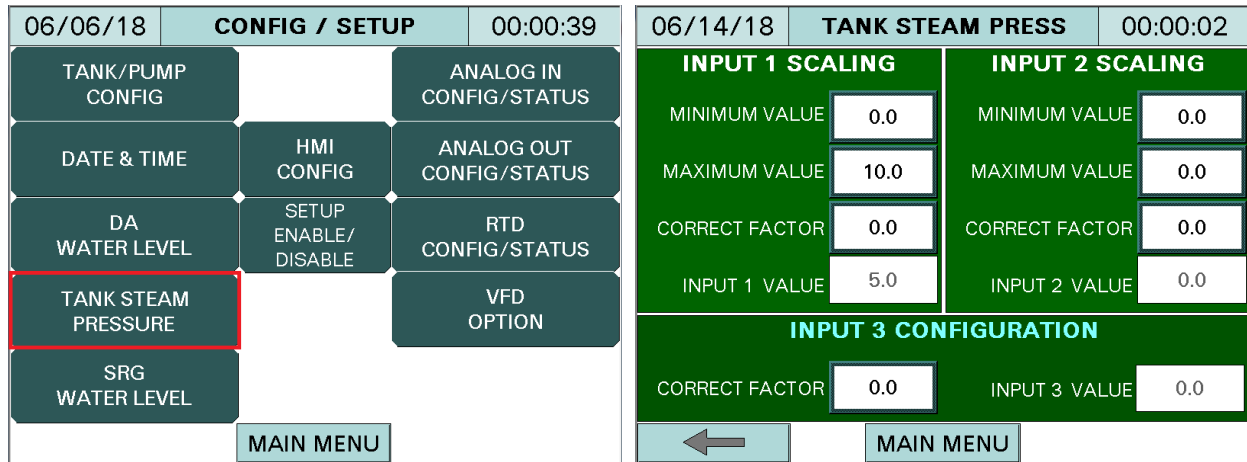 06/06/18 CONFIG / SETUP 00:00:39
TANK/PUMP
CONFIG
ANALOG IN
CONFIG/STATUS
DATE & TIME
HMI
CONFIG
ANALOG OUT
CONFIG/STATUS
DA
WATER LEVEL
SETUP
ENABLE/
DISABLE
RTD
CONFIG/STATUS
TANK STEAM
PRESSURE
VFD
OPTION
SRG
WATER LEVEL
MAIN MENU
06/14/18 TANK STEAM PRESS 00:00:02
INPUT 1 SCALING
MINIMUM VALUE 0.0
MAXIMUM VALUE 10.0
CORRECT FACTOR 0.0
INPUT 1 VALUE 5.0
INPUT 2 SCALING
MINIMUM VALUE 0.0
MAXIMUM VALUE 0.0
CORRECT FACTOR 0.0
INPUT 2 VALUE 0.0
INPUT 3 CONFIGURATION
CORRECT FACTOR 0.0 INPUT 3 VALUE 0.0
MAIN MENU